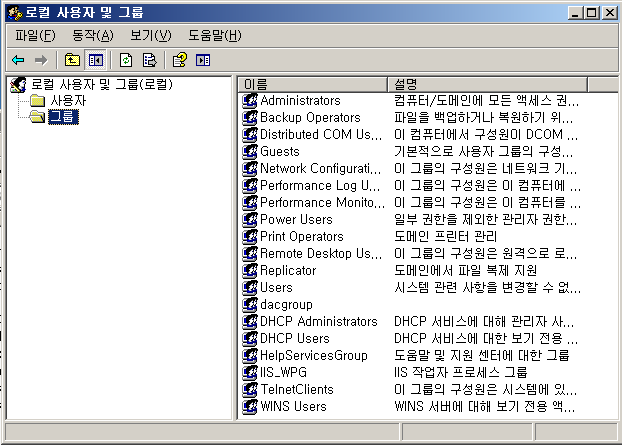 로컬 사용자 및 그룹
파일(F) 동작(A) 보기(V) 도움말(H)
로컬 사용자 및 그룹(로컬)
사용자
그룹
이름 설명
Administrators 컴퓨터/도메인에 모든 액세스 권...
Backup Operators 파일을 백업하거나 복원하기 위...
Distributed COM Us... 이 컴퓨터에서 구성원이 DCOM ...
Guests 기본적으로 사용자 그룹의 구성...
Network Configurati... 이 그룹의 구성원은 네트워크 기...
Performance Log U... 이 그룹의 구성원은 이 컴퓨터에 ...
Performance Monito... 이 그룹의 구성원은 이 컴퓨터를 ...
Power Users 일부 권한을 제외한 관리자 권한...
Print Operators 도메인 프린터 관리
Remote Desktop Us... 이 그룹의 구성원은 원격으로 로...
Replicator 도메인에서 파일 복제 지원
Users 시스템 관련 사항을 변경할 수 없...
dacgroup
DHCP Administrators DHCP 서비스에 대해 관리자 사...
DHCP Users DHCP 서비스에 대한 보기 전용 ...
HelpServicesGroup 도움말 및 지원 센터에 대한 그룹
IIS_WPG IIS 작업자 프로세스 그룹
TelnetClients 이 그룹의 구성원은 시스템에 있...
WINS Users WINS 서버에 대해 보기 전용 액...